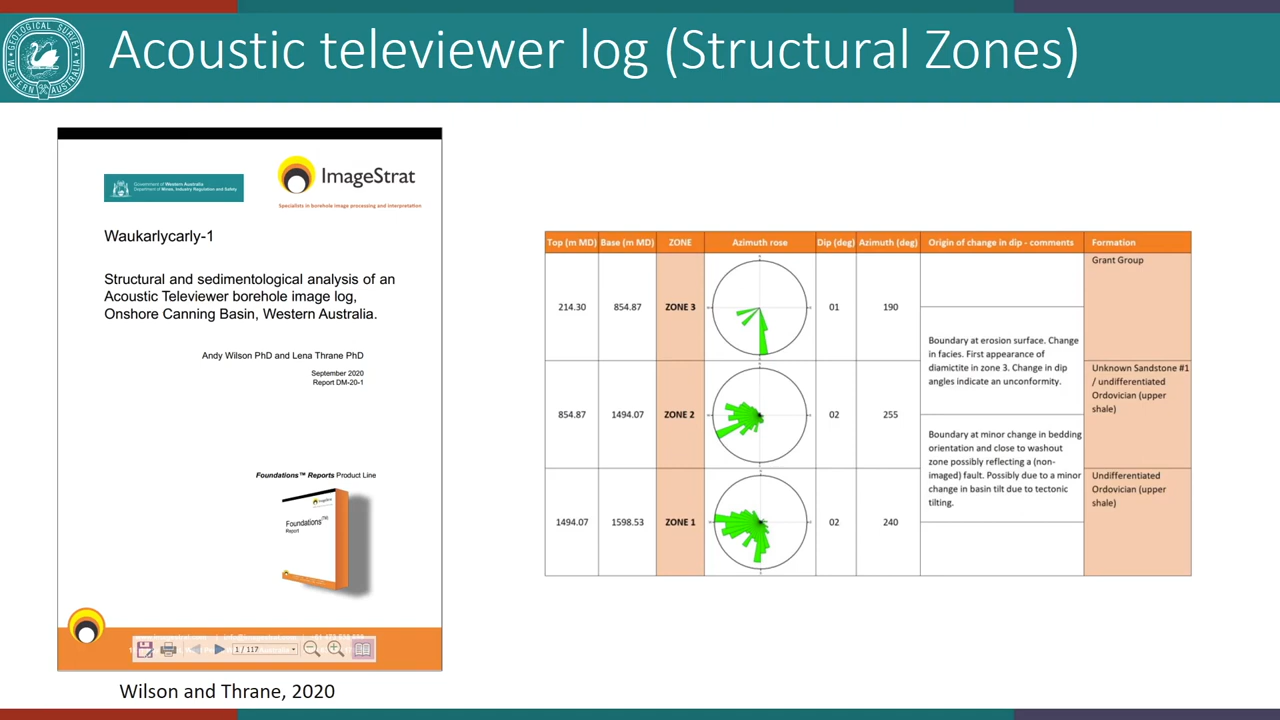 Acoustic televiewer log (Structural Zones)
GEOLOGICAL SURVEY
WESTERN AUSTRALIA
Government of Western Australia
Department of Mines, Industry Regulation and Safety
ImageStrat
Specialists in borehole image processing and interpretation
Waukarlycarly-1
Structural and sedimentological analysis of an
Acoustic Televiewer borehole image log,
Onshore Canning Basin, Western Australia.
Andy Wilson PhD and Lena Thrane PhD
September 2020
Report DM-20-1
Foundations™ Reports Product Line
ImageStrat
Foundations™
Report
1 / 117
Wilson and Thrane, 2020
Top (m MD) Base (m MD) ZONE Azimuth rose Dip (deg) Azimuth (deg) Origin of change in dip - comments Formation
214.30 854.87 ZONE 3 01 190
Grant Group
Boundary at erosion surface. Change
in facies. First appearance of
diamictite in zone 3. Change in dip
angles indicate an unconformity.
854.87 1494.07 ZONE 2 02 255
Unknown Sandstone #1
/ undifferentiated
Ordovician (upper
shale)
Boundary at minor change in bedding
orientation and close to washout
zone possibly reflecting a (non-
imaged) fault. Possibly due to a minor
change in basin tilt due to tectonic
tilting.
1494.07 1598.53 ZONE 1 02 240
Undifferentiated
Ordovician (upper
shale)